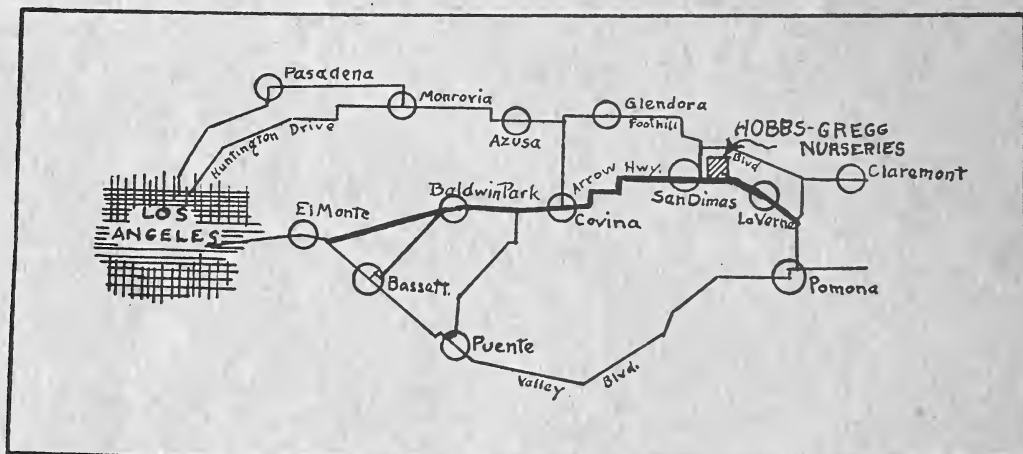 Pasadena
Monrovia
Huntington Drive
Azusa
Glendora
Foothill
Blvd
HOBBS-GREGG
NURSERIES
Claremont
LOS
ANGELES
El Monte
Baldwin Park
Arrow Hwy.
Covina
San Dimas
La Verne
Bassett.
Puente
Pomona
Valley Blvd.